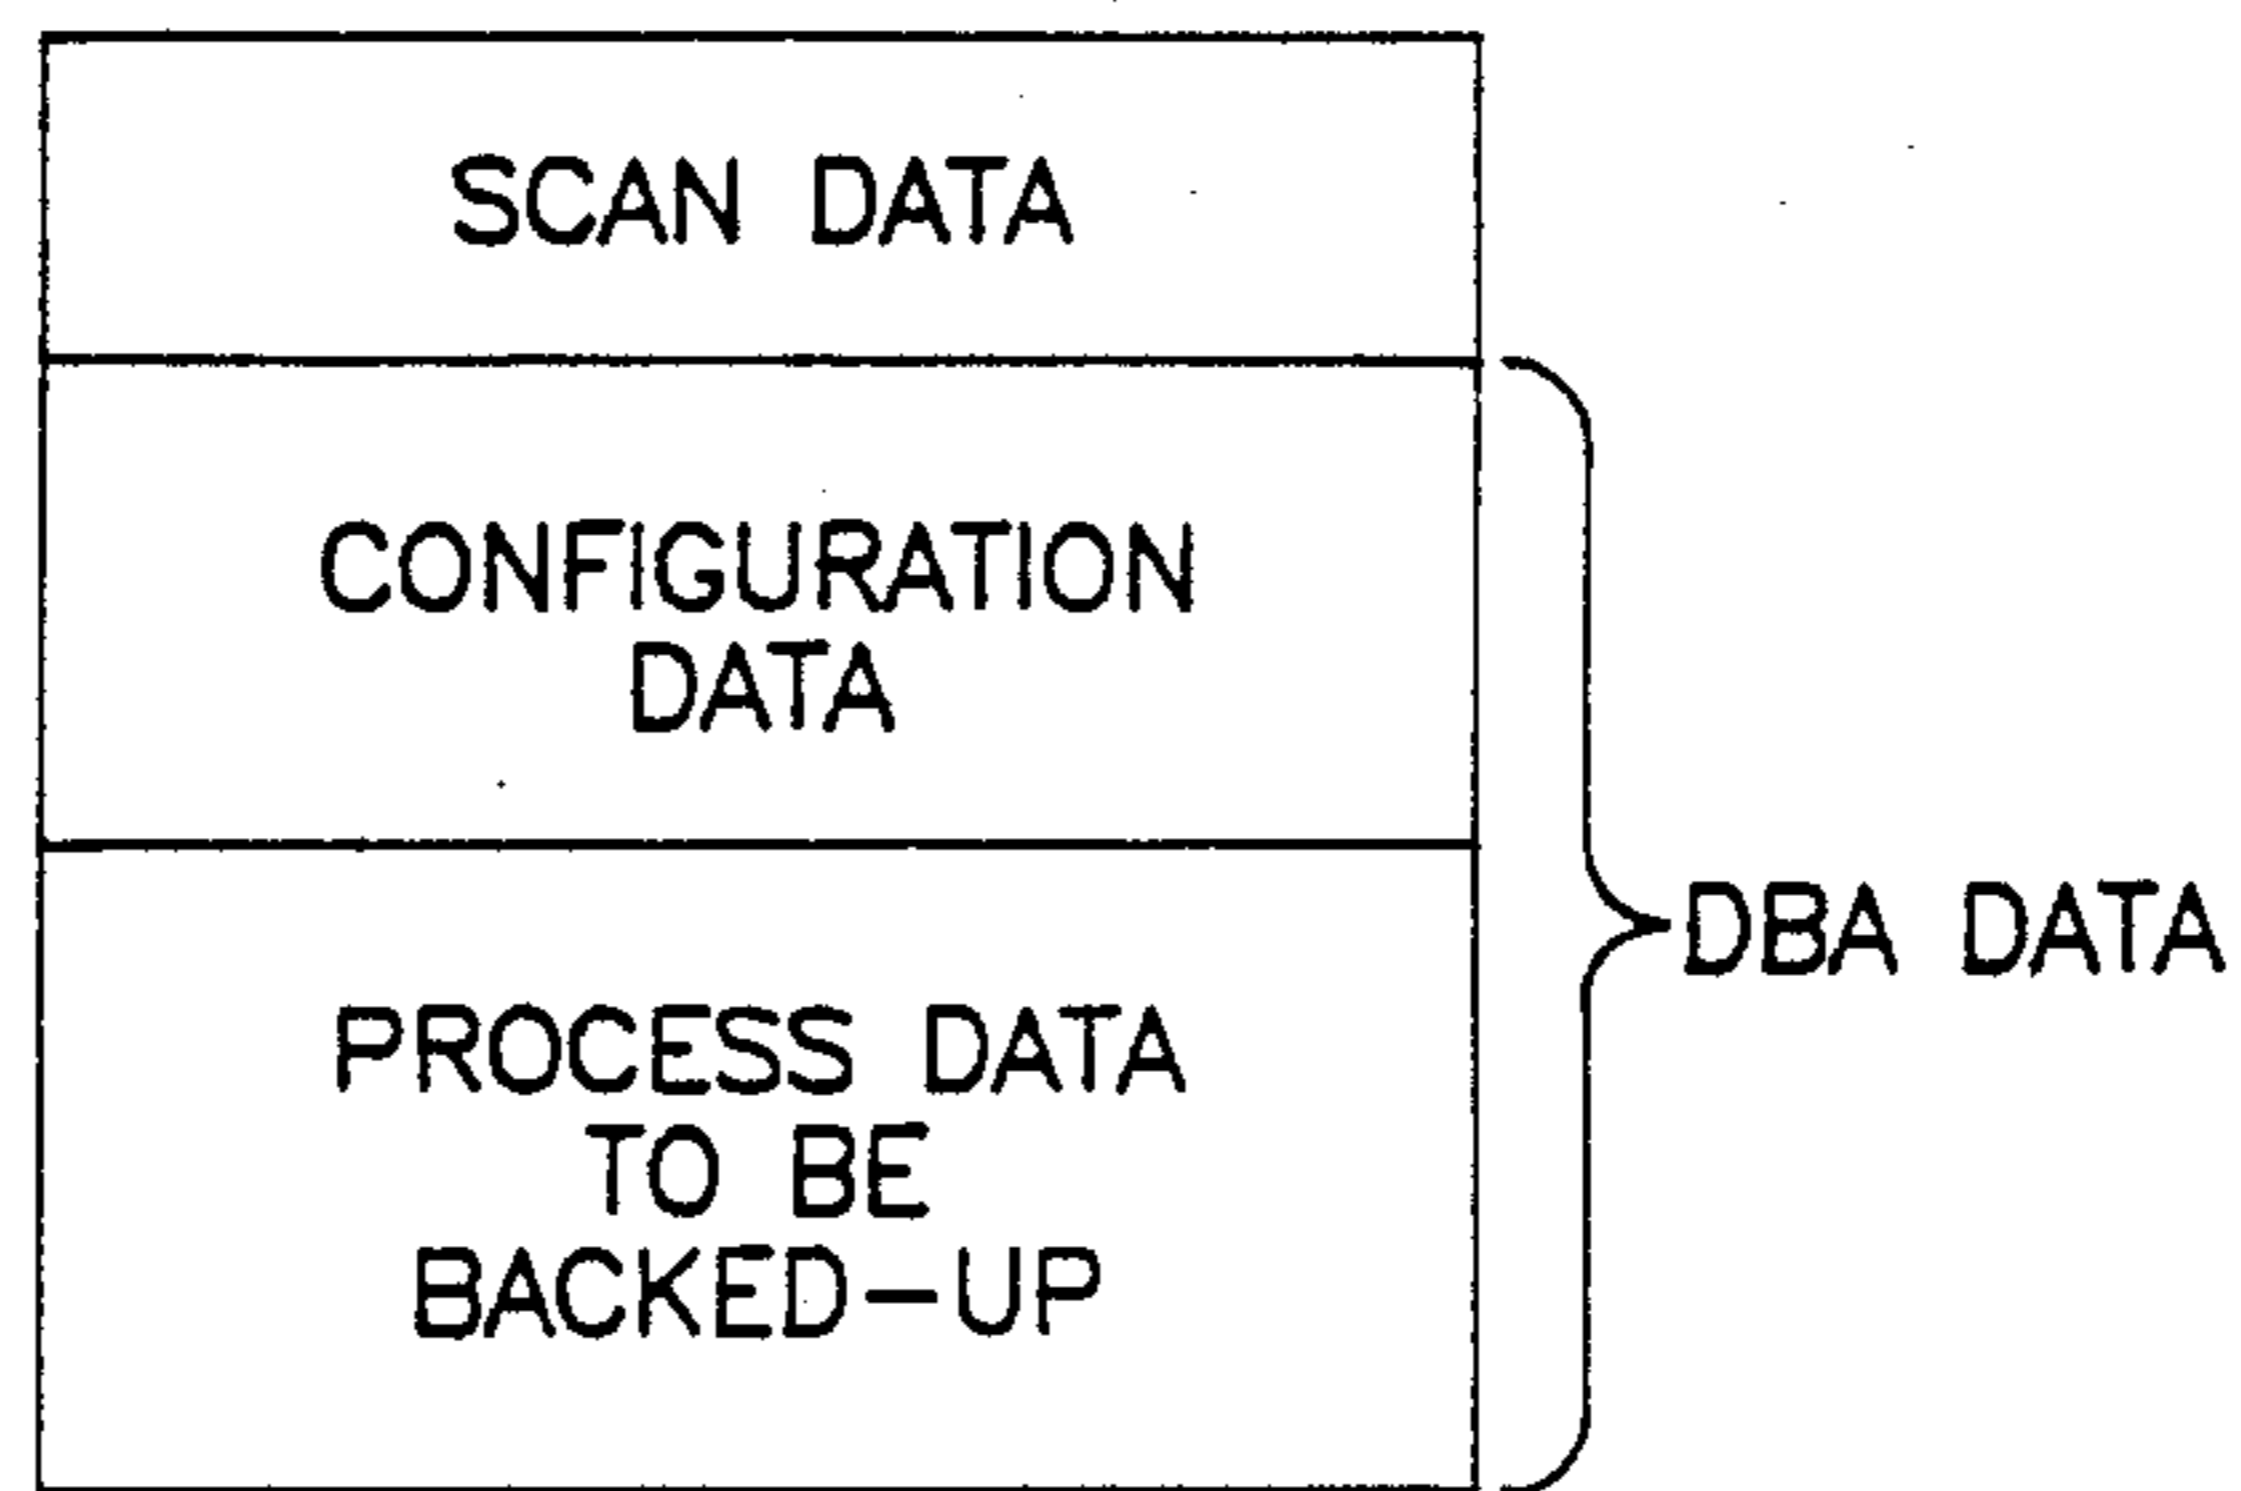 SCAN DATA
CONFIGURATION
DATA
DBA DATA
PROCESS DATA
TO BE
BACKED-UP